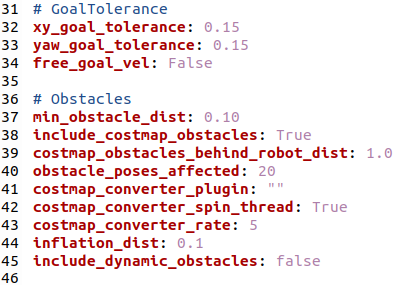 31 # GoalTolerance
32 xy_goal_tolerance: 0.15
33 yaw_goal_tolerance: 0.15
34 free_goal_vel: False
35
36 # Obstacles
37 min_obstacle_dist: 0.10
38 include_costmap_obstacles: True
39 costmap_obstacles_behind_robot_dist: 1.0
40 obstacle_poses_affected: 20
41 costmap_converter_plugin: ""
42 costmap_converter_spin_thread: True
43 costmap_converter_rate: 5
44 inflation_dist: 0.1
45 include_dynamic_obstacles: false
46